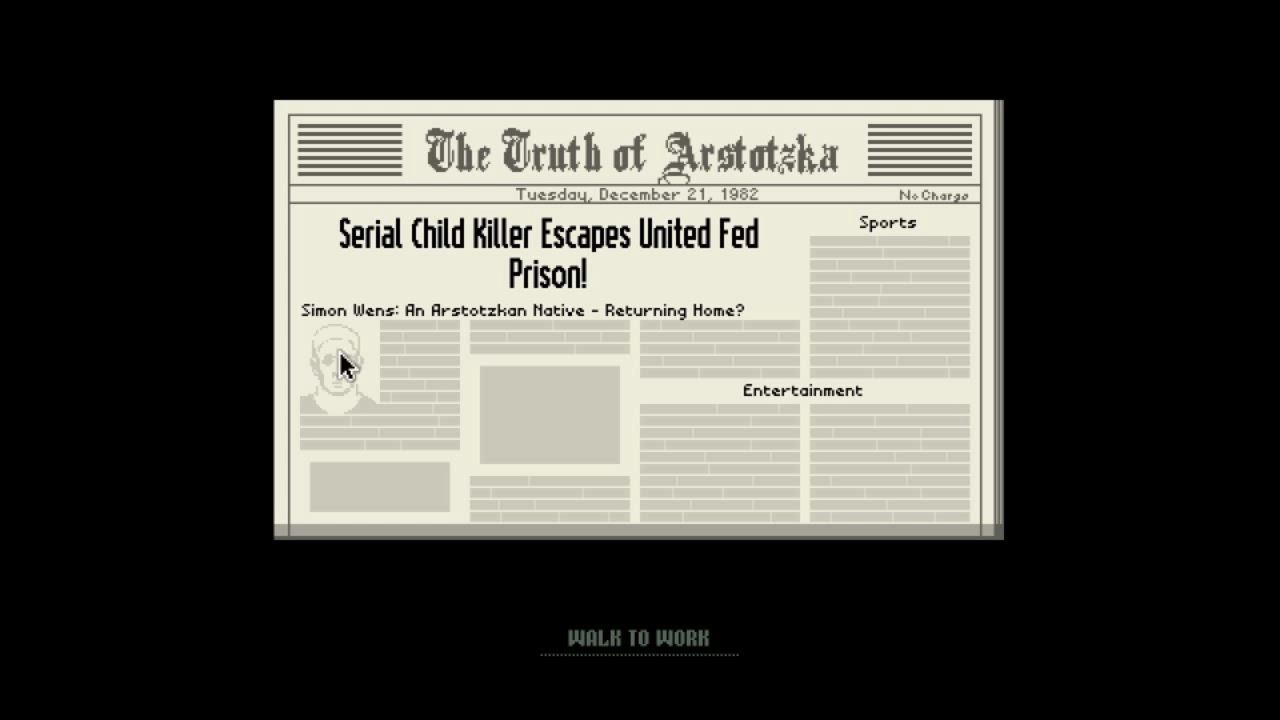 The Truth of Arstotzka
Tuesday, December 21, 1982
No Charge
Serial Child Killer Escapes United Fed
Prison!
Simon Wens: An Arstotzkan Native - Returning Home?
Sports
Entertainment
WALK TO WORK